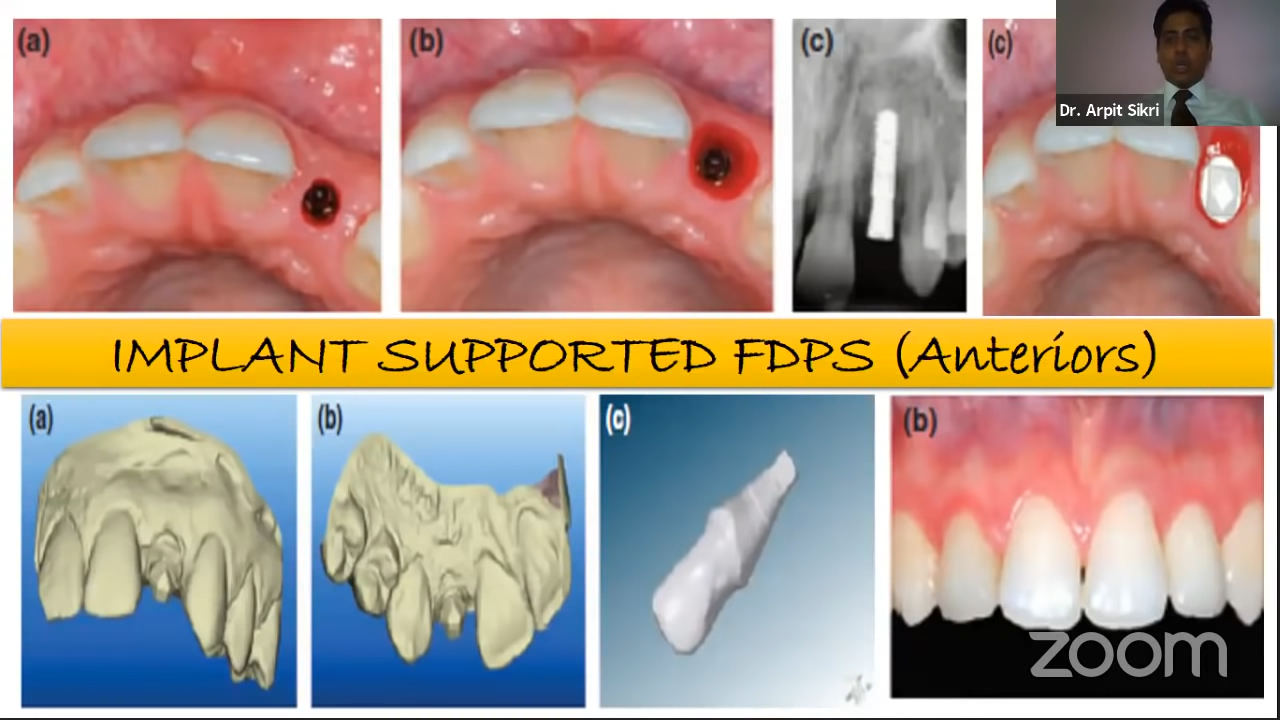 (a)
(b)
(c)
(c)
Dr. Arpit Sikri
IMPLANT SUPPORTED FDPS (Anteriors)
(a)
(b)
(c)
(b)
zoom